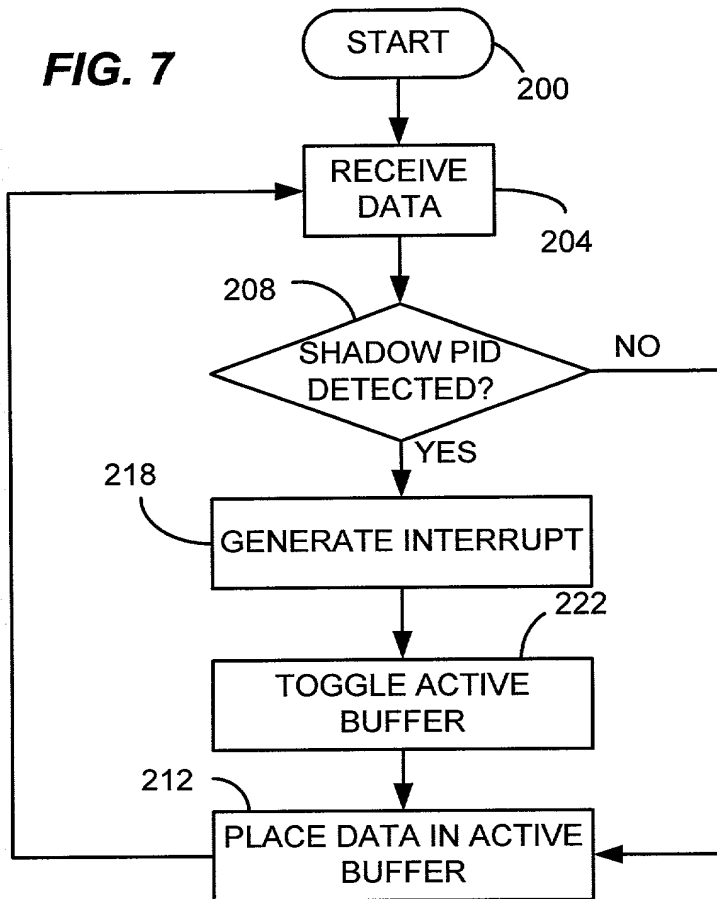 FIG. 7
START
200
RECEIVE
DATA
204
208
SHADOW PID
DETECTED?
NO
YES
218
GENERATE INTERRUPT
222
TOGGLE ACTIVE
BUFFER
212
PLACE DATA IN ACTIVE
BUFFER